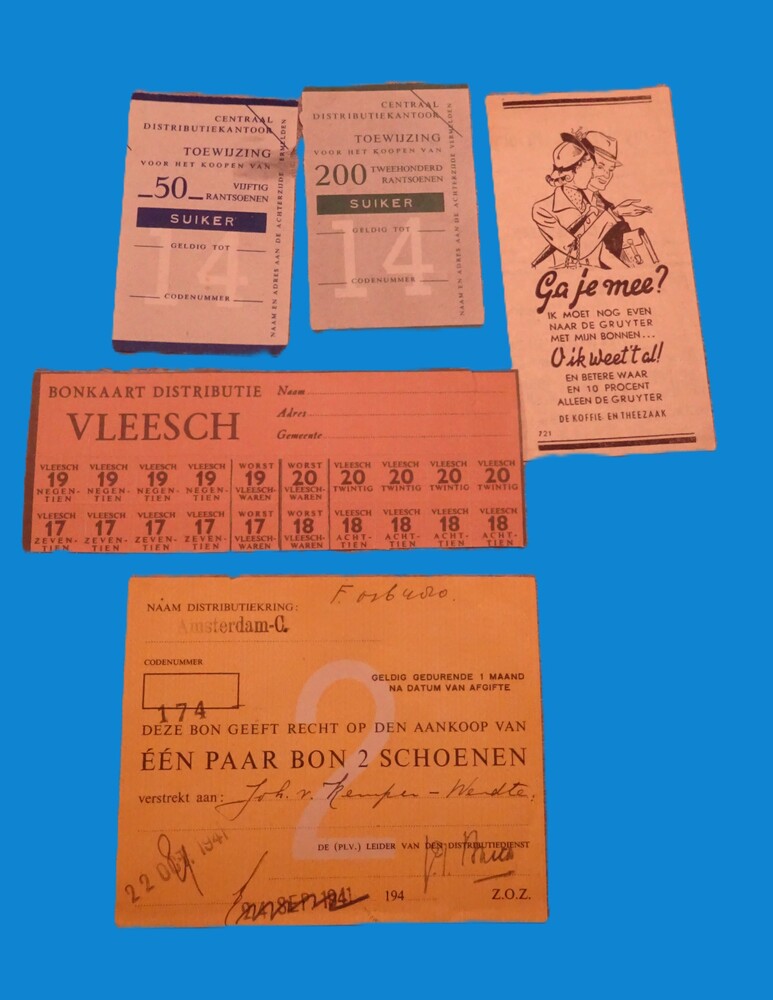 CENTRAAL
DISTRIBUTIEKANTOOR
TOEWIJZING
VOOR HET KOOPEN VAN
50 VIJFTIG
RANTSOENEN
SUIKER
14
GELDIG TOT
CODENUMMER
NAAM EN ADRES AAN DE ACHTERZIJDE VERMELDEN
CENTRAAL
DISTRIBUTIEKANTOOR
TOEWIJZING
VOOR HET KOOPEN VAN
200 TWEEHONDERD
RANTSOENEN
SUIKER
14
GELDIG TOT
CODENUMMER
NAAM EN ADRES AAN DE ACHTERZIJDE VERMELDEN
Ga je mee?
IK MOET NOG EVEN
NAAR DE GRUYTER
MET MIJN BONNEN...
O ik weet't al!
EN BETERE WAAR
EN 10 PROCENT
ALLEEN DE GRUYTER
DE KOFFIE EN THEEZAAK
721
BONKAART DISTRIBUTIE
VLEESCH
Naam
Adres
Gemeente
VLEESCH VLEESCH VLEESCH VLEESCH WORST WORST VLEESCH VLEESCH VLEESCH VLEESCH
19 19 19 19 19 20 20 20 20 20
NEGEN- NEGEN- NEGEN- NEGEN- VLEESCH- VLEESCH- TWINTIG TWINTIG TWINTIG TWINTIG
TIEN TIEN TIEN TIEN WAREN WAREN
VLEESCH VLEESCH VLEESCH VLEESCH WORST WORST VLEESCH VLEESCH VLEESCH VLEESCH
17 17 17 17 17 18 18 18 18 18
ZEVEN- ZEVEN- ZEVEN- ZEVEN- VLEESCH- VLEESCH- ACHT- ACHT- ACHT- ACHT-
TIEN TIEN TIEN TIEN WAREN WAREN TIEN TIEN TIEN TIEN
NAAM DISTRIBUTIEKRING:
Amsterdam-C.
CODENUMMER
174
GELDIG GEDURENDE 1 MAAND
NA DATUM VAN AFGIFTE
2
DEZE BON GEEFT RECHT OP DEN AANKOOP VAN
ÉÉN PAAR BON 2 SCHOENEN
verstrekt aan: Joh. v. Kempen - Wendte
DE (PLV.) LEIDER VAN DEN DISTRIBUTIEDIENST
22 OCT. 1941
24 SEP. 1941
194
Z.O.Z.